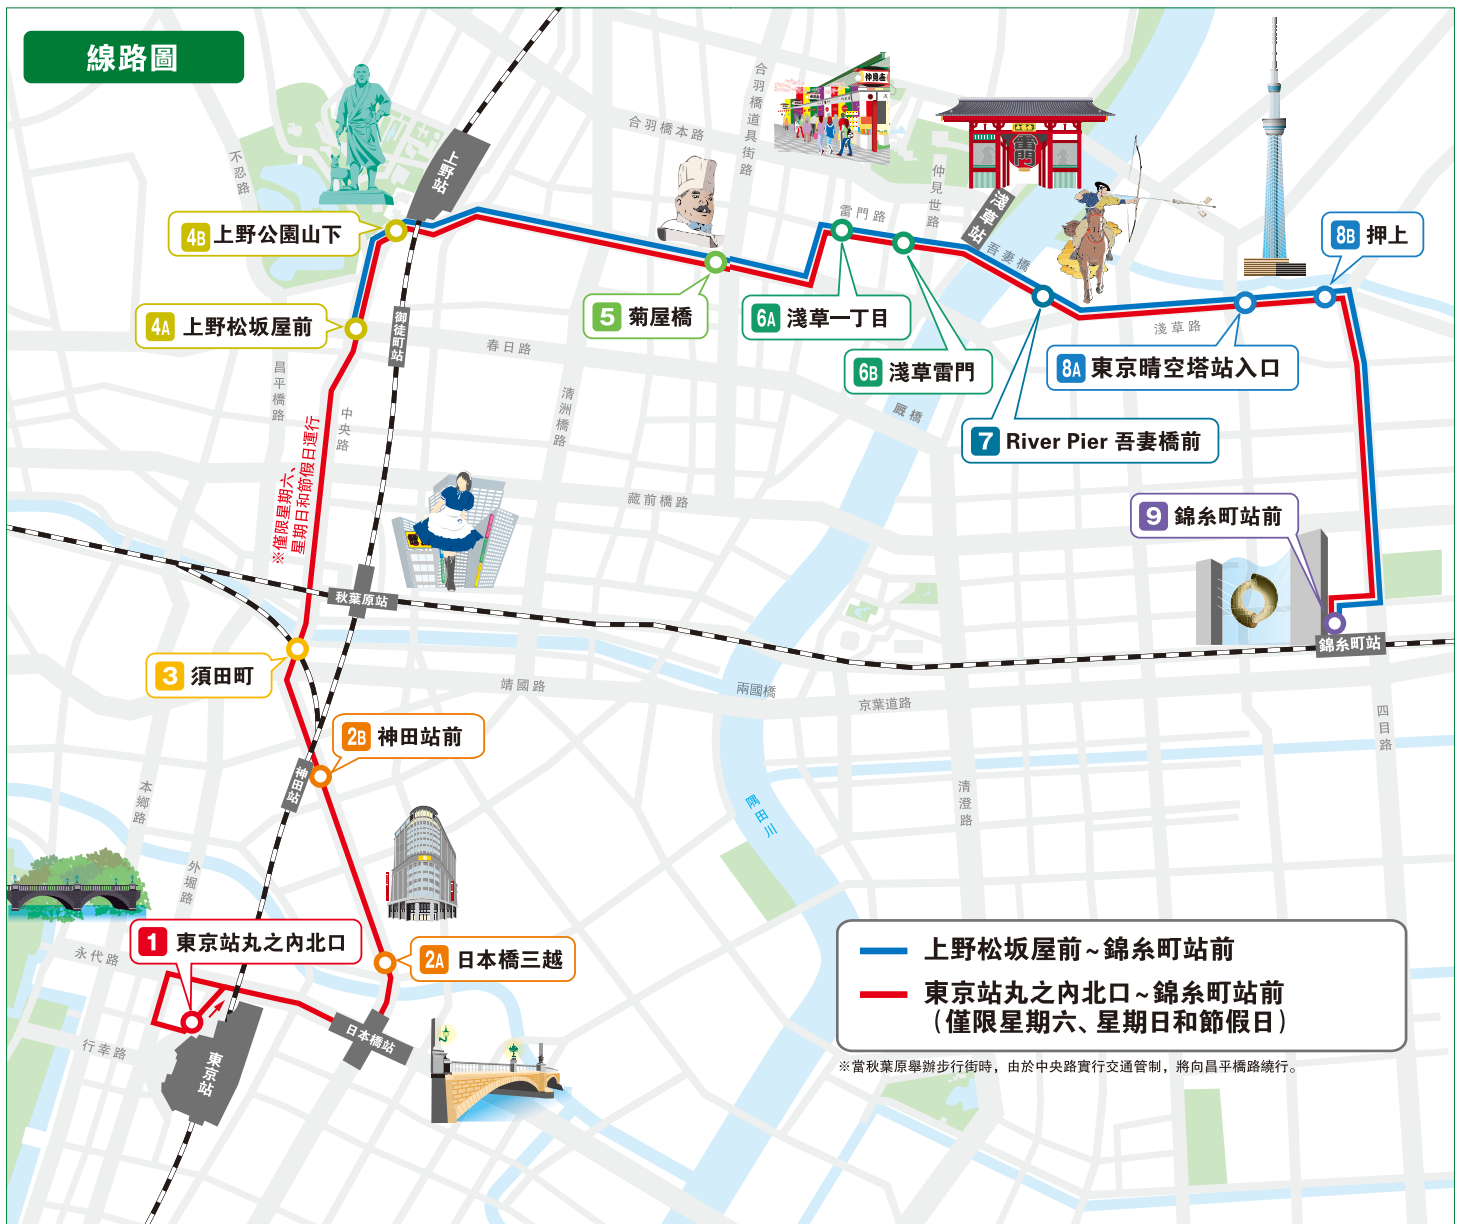 線路圖
上野站
合羽橋本路
合羽橋道具街路
仲見世
雷門
不忍路
仲見世路
淺草站
雷門路
吾妻橋
4B 上野公園山下
8B 押上
4A 上野松坂屋前
5 菊屋橋
6A 淺草一丁目
6B 淺草雷門
淺草路
8A 東京晴空塔站入口
御徒町站
春日路
昌平橋路
中央路
清洲橋路
廐橋
7 River Pier 吾妻橋前
※僅限星期六、
星期日和節假日運行
藏前橋路
9 錦糸町站前
秋葉原站
錦糸町站
3 須田町
靖國路
兩國橋
京葉道路
四目路
2B 神田站前
神田站
本鄉路
清澄路
隅田川
外堀路
1 東京站丸之內北口
永代路
2A 日本橋三越
日本橋站
行幸路
東京站
上野松坂屋前~錦糸町站前
東京站丸之內北口~錦糸町站前
（僅限星期六、星期日和節假日）
※當秋葉原舉辦步行街時，由於中央路實行交通管制，將向昌平橋路繞行。